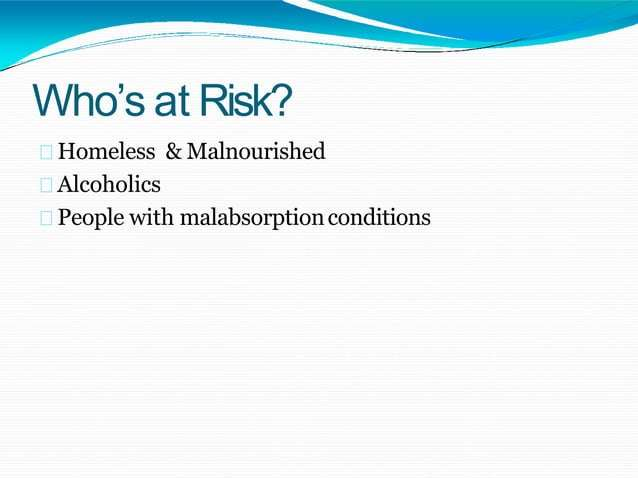 Who’s at Risk?
Homeless & Malnourished
Alcoholics
People with malabsorption conditions